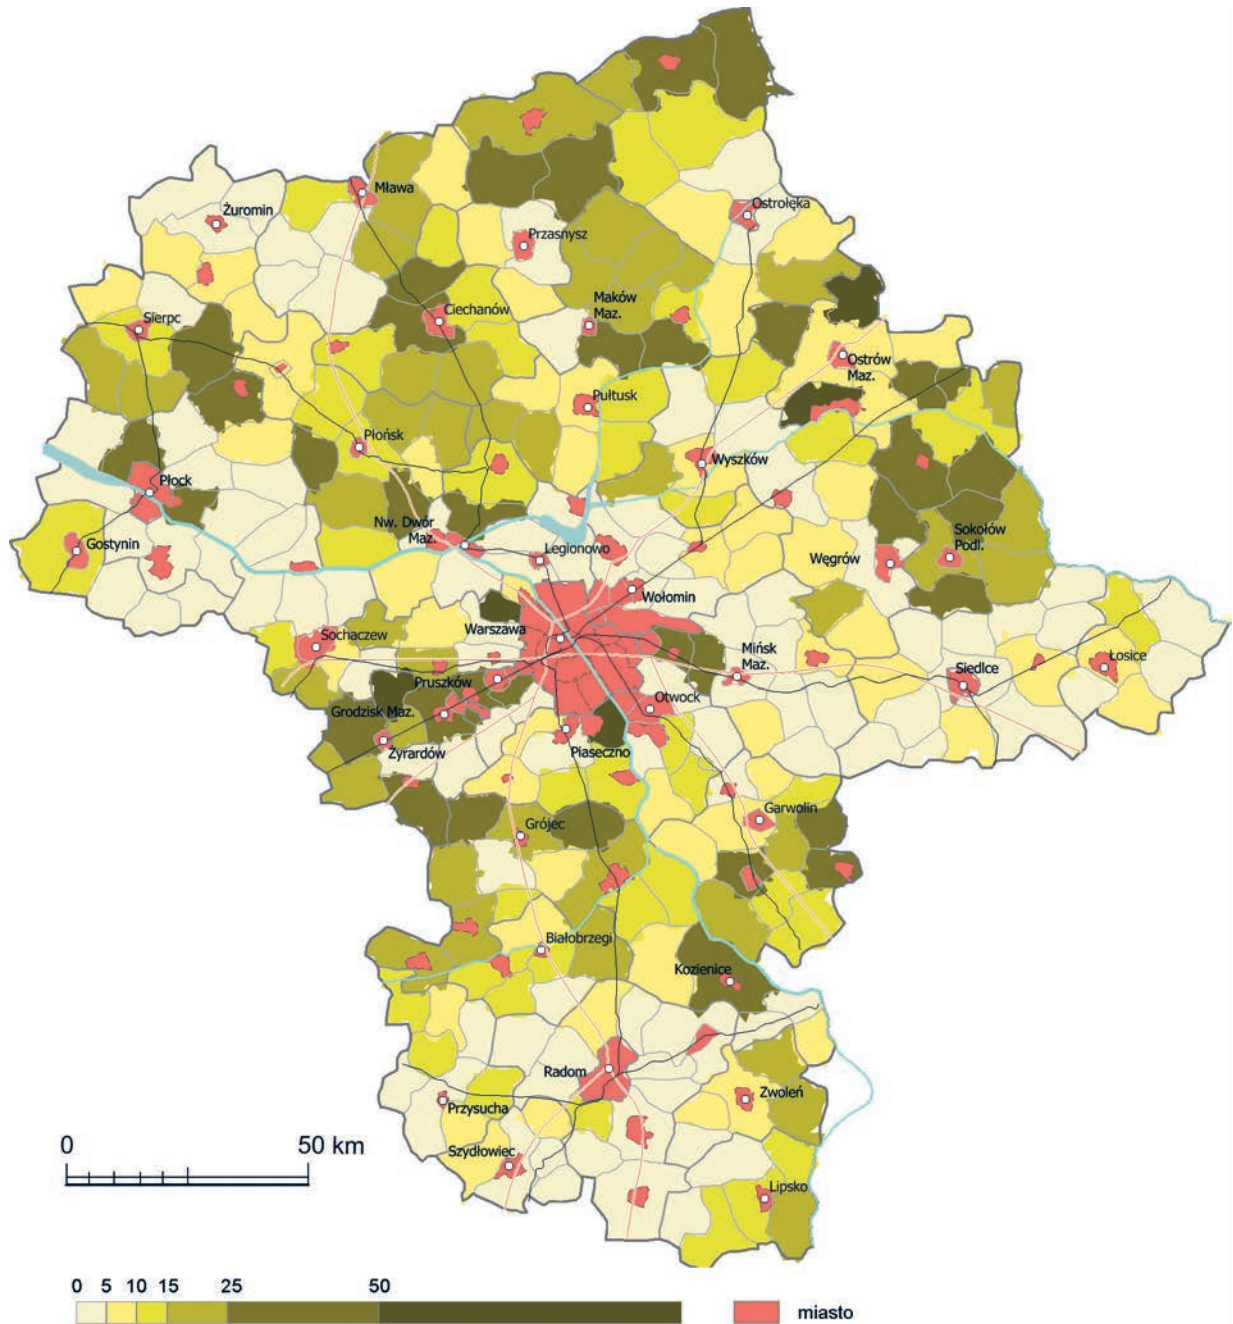 Mława
Żuromin
Ostrołęka
Przasnysz
Maków
Maz.
Ciechanów
Sierpc
Ostrów
Maz.
Pułtusk
Płońsk
Wyszków
Płock
Nw. Dwór
Maz.
Sokołów
Podl.
Gostynin
Legionowo
Węgrów
Wołomin
Warszawa
Sochaczew
Mińsk
Maz.
Łosice
Siedlce
Pruszków
Otwock
Grodzisk Maz.
Żyrardów
Piaseczno
Garwolin
Grójec
Białobrzegi
Kozienice
Radom
Zwoleń
Przysucha
0 50 km
Szydłowiec
Lipsko
0 5 10 15 25 50
miasto